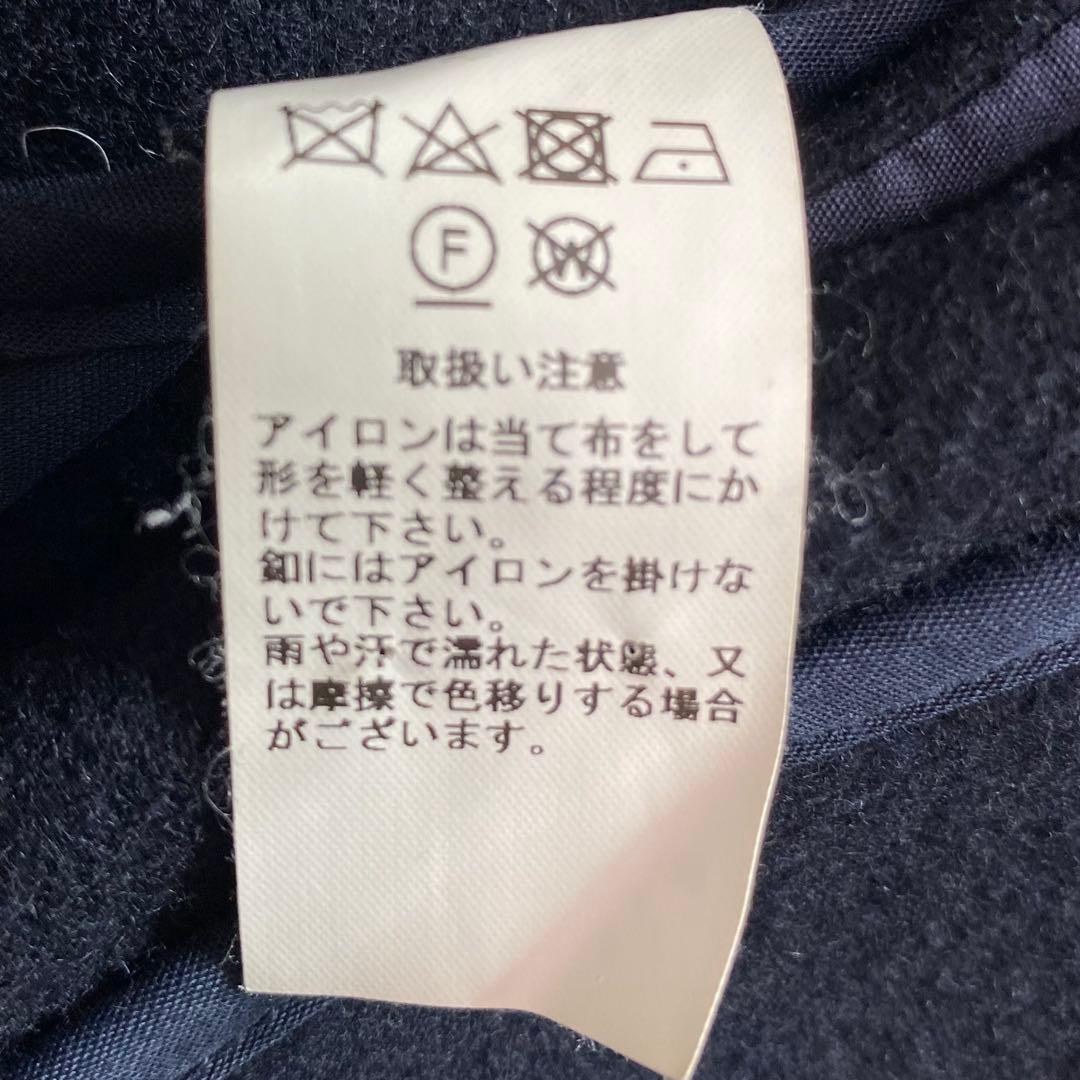 F W
取扱い注意
アイロンは当て布をして
形を軽く整える程度にか
けて下さい。
釦にはアイロンを掛けな
いで下さい。
雨や汗で濡れた状態、又
は摩擦で色移りする場合
がございます。